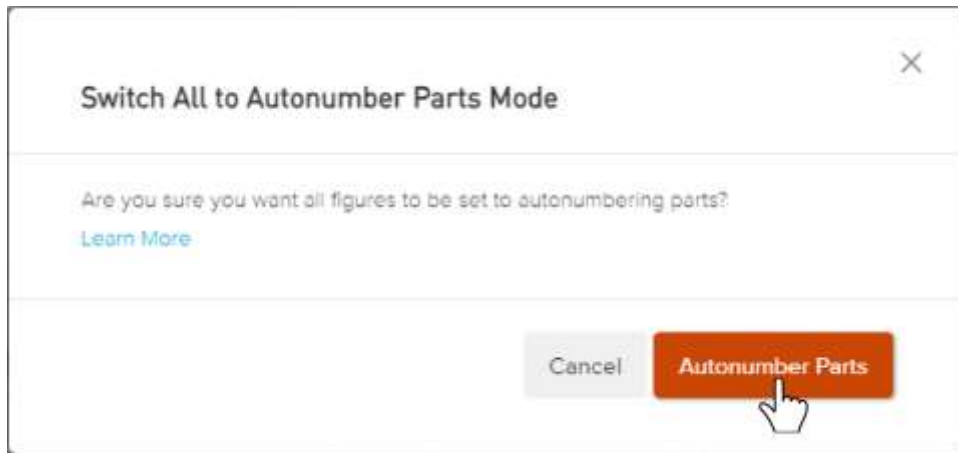 Switch All to Autonumber Parts Mode
Are you sure you want all figures to be set to autonumbering parts?
Learn More
Cancel
Autonumber Parts